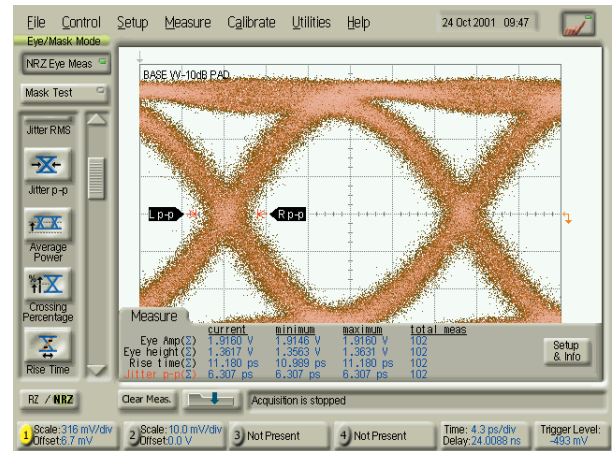 File Control Setup Measure Calibrate Utilities Help 24 Oct 2001 09:47
Eye/Mask Mode
NRZ Eye Meas
BASE W-10dB PAD
Mask Test
Jitter RMS
Jitter p-p
L p-p R p-p
Average
Power
Crossing
Percentage
Rise Time
Measure
current minimum maximum total meas
Eye Amp(Σ) 1.9160 V 1.9146 V 1.9160 V 102
Eye height(Σ) 1.3617 V 1.3563 V 1.3631 V 102
Rise time(Σ) 11.180 ps 10.989 ps 11.180 ps 102
Jitter p-p(Σ) 6.307 ps 6.307 ps 6.307 ps 102
Setup
& Info
RZ / NRZ
Clear Meas.
Acquisition is stopped
1 Scale:316 mV/div
Offset:6.7 mV
2 Scale:10.0 mV/div
Offset:0.0 V
3 Not Present
4 Not Present
Time:4.3 ps/div
Delay:24.0088 ns
Trigger Level:
-493 mV